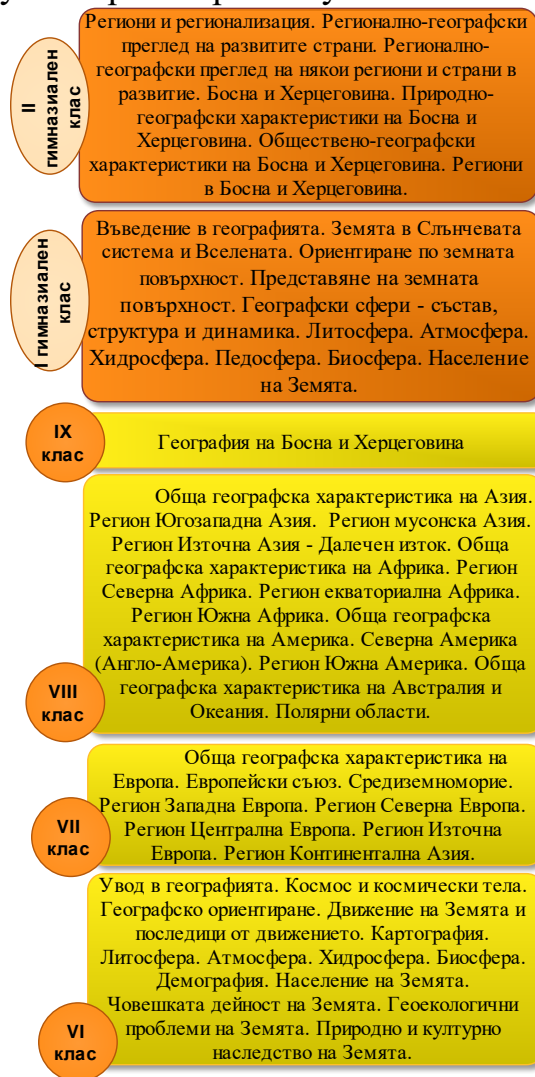 II
гимназиален
клас
Региони и регионализация. Регионално-географски
преглед на развитите страни. Регионално-
географски преглед на някои региони и страни в
развитие. Босна и Херцеговина. Природно-
географски характеристики на Босна и
Херцеговина. Обществено-географски
характеристики на Босна и Херцеговина. Региони
в Босна и Херцеговина.
I гимназиален
клас
Въведение в географията. Земята в Слънчевата
система и Вселената. Ориентиране по земната
повърхност. Представяне на земната
повърхност. Географски сфери - състав,
структура и динамика. Литосфера. Атмосфера.
Хидросфера. Педосфера. Биосфера. Население
на Земята.
IX
клас
География на Босна и Херцеговина
VIII
клас
Обща географска характеристика на Азия.
Регион Югозападна Азия. Регион мусонска Азия.
Регион Източна Азия - Далечен изток. Обща
географска характеристика на Африка. Регион
Северна Африка. Регион екваториална Африка.
Регион Южна Африка. Обща географска
характеристика на Америка. Северна Америка
(Англо-Америка). Регион Южна Америка. Обща
географска характеристика на Австралия и
Океания. Полярни области.
VII
клас
Обща географска характеристика на
Европа. Европейски съюз. Средиземноморие.
Регион Западна Европа. Регион Северна Европа.
Регион Централна Европа. Регион Източна
Европа. Регион Континентална Азия.
VI
клас
Увод в географията. Космос и космически тела.
Географско ориентиране. Движение на Земята и
последици от движението. Картография.
Литосфера. Атмосфера. Хидросфера. Биосфера.
Демография. Население на Земята.
Човешката дейност на Земята. Геоекологични
проблеми на Земята. Природно и културно
наследство на Земята.